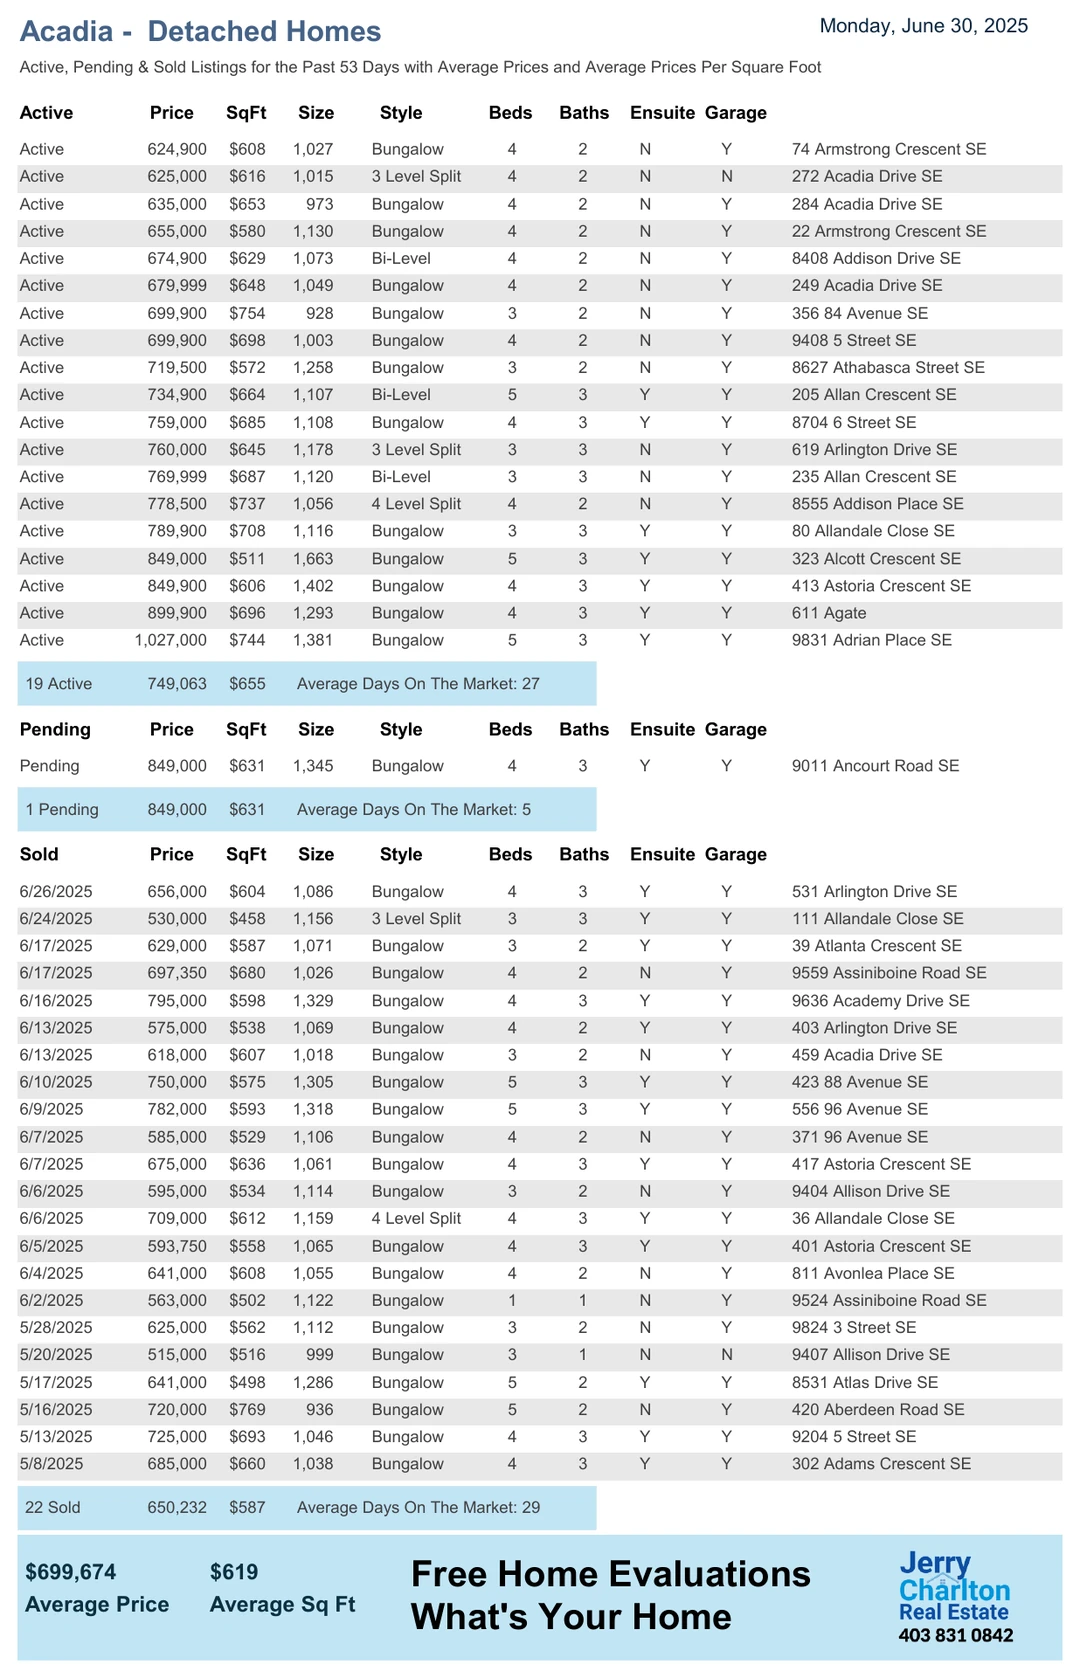 Acadia - Detached Homes
Monday, June 30, 2025
Active, Pending & Sold Listings for the Past 53 Days with Average Prices and Average Prices Per Square Foot
Active Price SqFt Size Style Beds Baths Ensuite Garage
Active 624,900 $608 1,027 Bungalow 4 2 N Y 74 Armstrong Crescent SE
Active 625,000 $616 1,015 3 Level Split 4 2 N N 272 Acadia Drive SE
Active 635,000 $653 973 Bungalow 4 2 N Y 284 Acadia Drive SE
Active 655,000 $580 1,130 Bungalow 4 2 N Y 22 Armstrong Crescent SE
Active 674,900 $629 1,073 Bi-Level 4 2 N Y 8408 Addison Drive SE
Active 679,999 $648 1,049 Bungalow 4 2 N Y 249 Acadia Drive SE
Active 699,900 $754 928 Bungalow 3 2 N Y 356 84 Avenue SE
Active 699,900 $698 1,003 Bungalow 4 2 N Y 9408 5 Street SE
Active 719,500 $572 1,258 Bungalow 3 2 N Y 8627 Athabasca Street SE
Active 734,900 $664 1,107 Bi-Level 5 3 Y Y 205 Allan Crescent SE
Active 759,000 $685 1,108 Bungalow 4 3 Y Y 8704 6 Street SE
Active 760,000 $645 1,178 3 Level Split 3 3 N Y 619 Arlington Drive SE
Active 769,999 $687 1,120 Bi-Level 3 3 N Y 235 Allan Crescent SE
Active 778,500 $737 1,056 4 Level Split 4 2 N Y 8555 Addison Place SE
Active 789,900 $708 1,116 Bungalow 3 3 Y Y 80 Allandale Close SE
Active 849,000 $511 1,663 Bungalow 5 3 Y Y 323 Alcott Crescent SE
Active 849,900 $606 1,402 Bungalow 4 3 Y Y 413 Astoria Crescent SE
Active 899,900 $696 1,293 Bungalow 4 3 Y Y 611 Agate
Active 1,027,000 $744 1,381 Bungalow 5 3 Y Y 9831 Adrian Place SE
19 Active 749,063 $655 Average Days On The Market: 27
Pending Price SqFt Size Style Beds Baths Ensuite Garage
Pending 849,000 $631 1,345 Bungalow 4 3 Y Y 9011 Ancourt Road SE
1 Pending 849,000 $631 Average Days On The Market: 5
Sold Price SqFt Size Style Beds Baths Ensuite Garage
6/26/2025 656,000 $604 1,086 Bungalow 4 3 Y Y 531 Arlington Drive SE
6/24/2025 530,000 $458 1,156 3 Level Split 3 3 Y Y 111 Allandale Close SE
6/17/2025 629,000 $587 1,071 Bungalow 3 2 Y Y 39 Atlanta Crescent SE
6/17/2025 697,350 $680 1,026 Bungalow 4 2 N Y 9559 Assiniboine Road SE
6/16/2025 795,000 $598 1,329 Bungalow 4 3 Y Y 9636 Academy Drive SE
6/13/2025 575,000 $538 1,069 Bungalow 4 2 Y Y 403 Arlington Drive SE
6/13/2025 618,000 $607 1,018 Bungalow 3 2 N Y 459 Acadia Drive SE
6/10/2025 750,000 $575 1,305 Bungalow 5 3 Y Y 423 88 Avenue SE
6/9/2025 782,000 $593 1,318 Bungalow 5 3 Y Y 556 96 Avenue SE
6/7/2025 585,000 $529 1,106 Bungalow 4 2 N Y 371 96 Avenue SE
6/7/2025 675,000 $636 1,061 Bungalow 4 3 Y Y 417 Astoria Crescent SE
6/6/2025 595,000 $534 1,114 Bungalow 3 2 N Y 9404 Allison Drive SE
6/6/2025 709,000 $612 1,159 4 Level Split 4 3 Y Y 36 Allandale Close SE
6/5/2025 593,750 $558 1,065 Bungalow 4 3 Y Y 401 Astoria Crescent SE
6/4/2025 641,000 $608 1,055 Bungalow 4 2 N Y 811 Avonlea Place SE
6/2/2025 563,000 $502 1,122 Bungalow 1 1 N Y 9524 Assiniboine Road SE
5/28/2025 625,000 $562 1,112 Bungalow 3 2 N Y 9824 3 Street SE
5/20/2025 515,000 $516 999 Bungalow 3 1 N N 9407 Allison Drive SE
5/17/2025 641,000 $498 1,286 Bungalow 5 2 Y Y 8531 Atlas Drive SE
5/16/2025 720,000 $769 936 Bungalow 5 2 N Y 420 Aberdeen Road SE
5/13/2025 725,000 $693 1,046 Bungalow 4 3 Y Y 9204 5 Street SE
5/8/2025 685,000 $660 1,038 Bungalow 4 3 Y Y 302 Adams Crescent SE
22 Sold 650,232 $587 Average Days On The Market: 29
$699,674 $619
Average Price Average Sq Ft
Free Home Evaluations
What's Your Home
Jerry
Charlton
Real Estate
403 831 0842